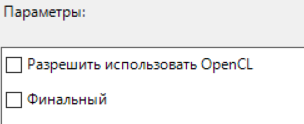 Параметры:
Разрешить использовать OpenCL
Финальный